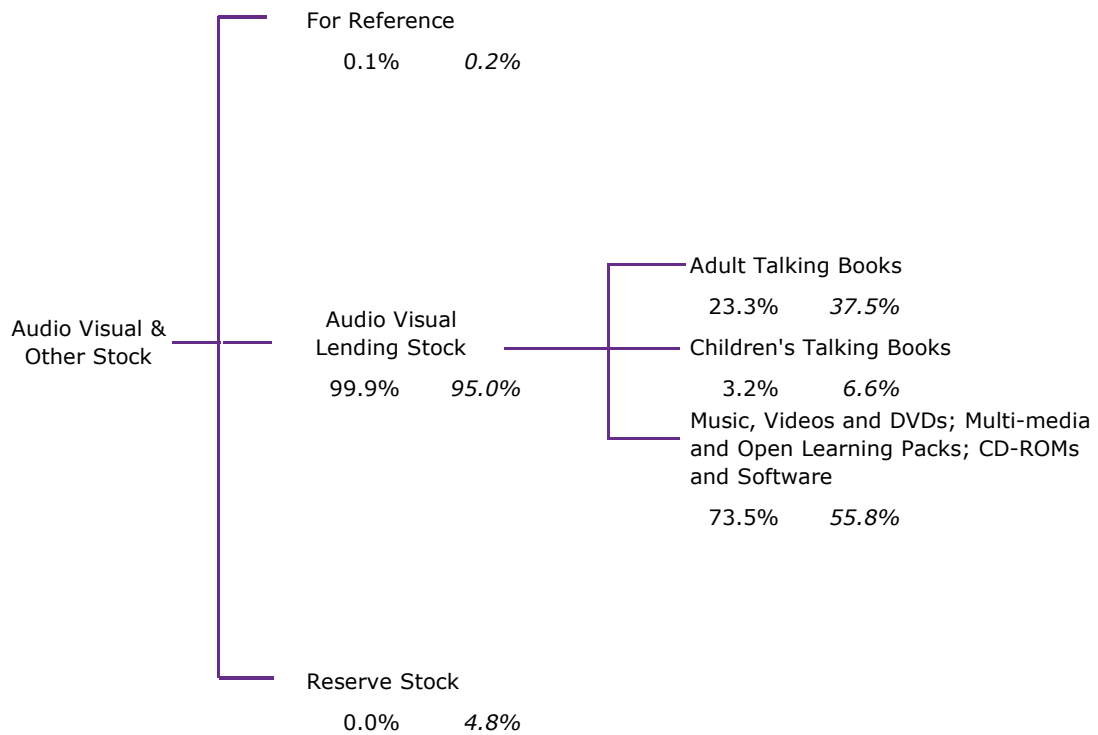 For Reference
0.1% 0.2%
Audio Visual &
Other Stock
Audio Visual
Lending Stock
99.9% 95.0%
Adult Talking Books
23.3% 37.5%
Children's Talking Books
3.2% 6.6%
Music, Videos and DVDs; Multi-media
and Open Learning Packs; CD-ROMs
and Software
73.5% 55.8%
Reserve Stock
0.0% 4.8%